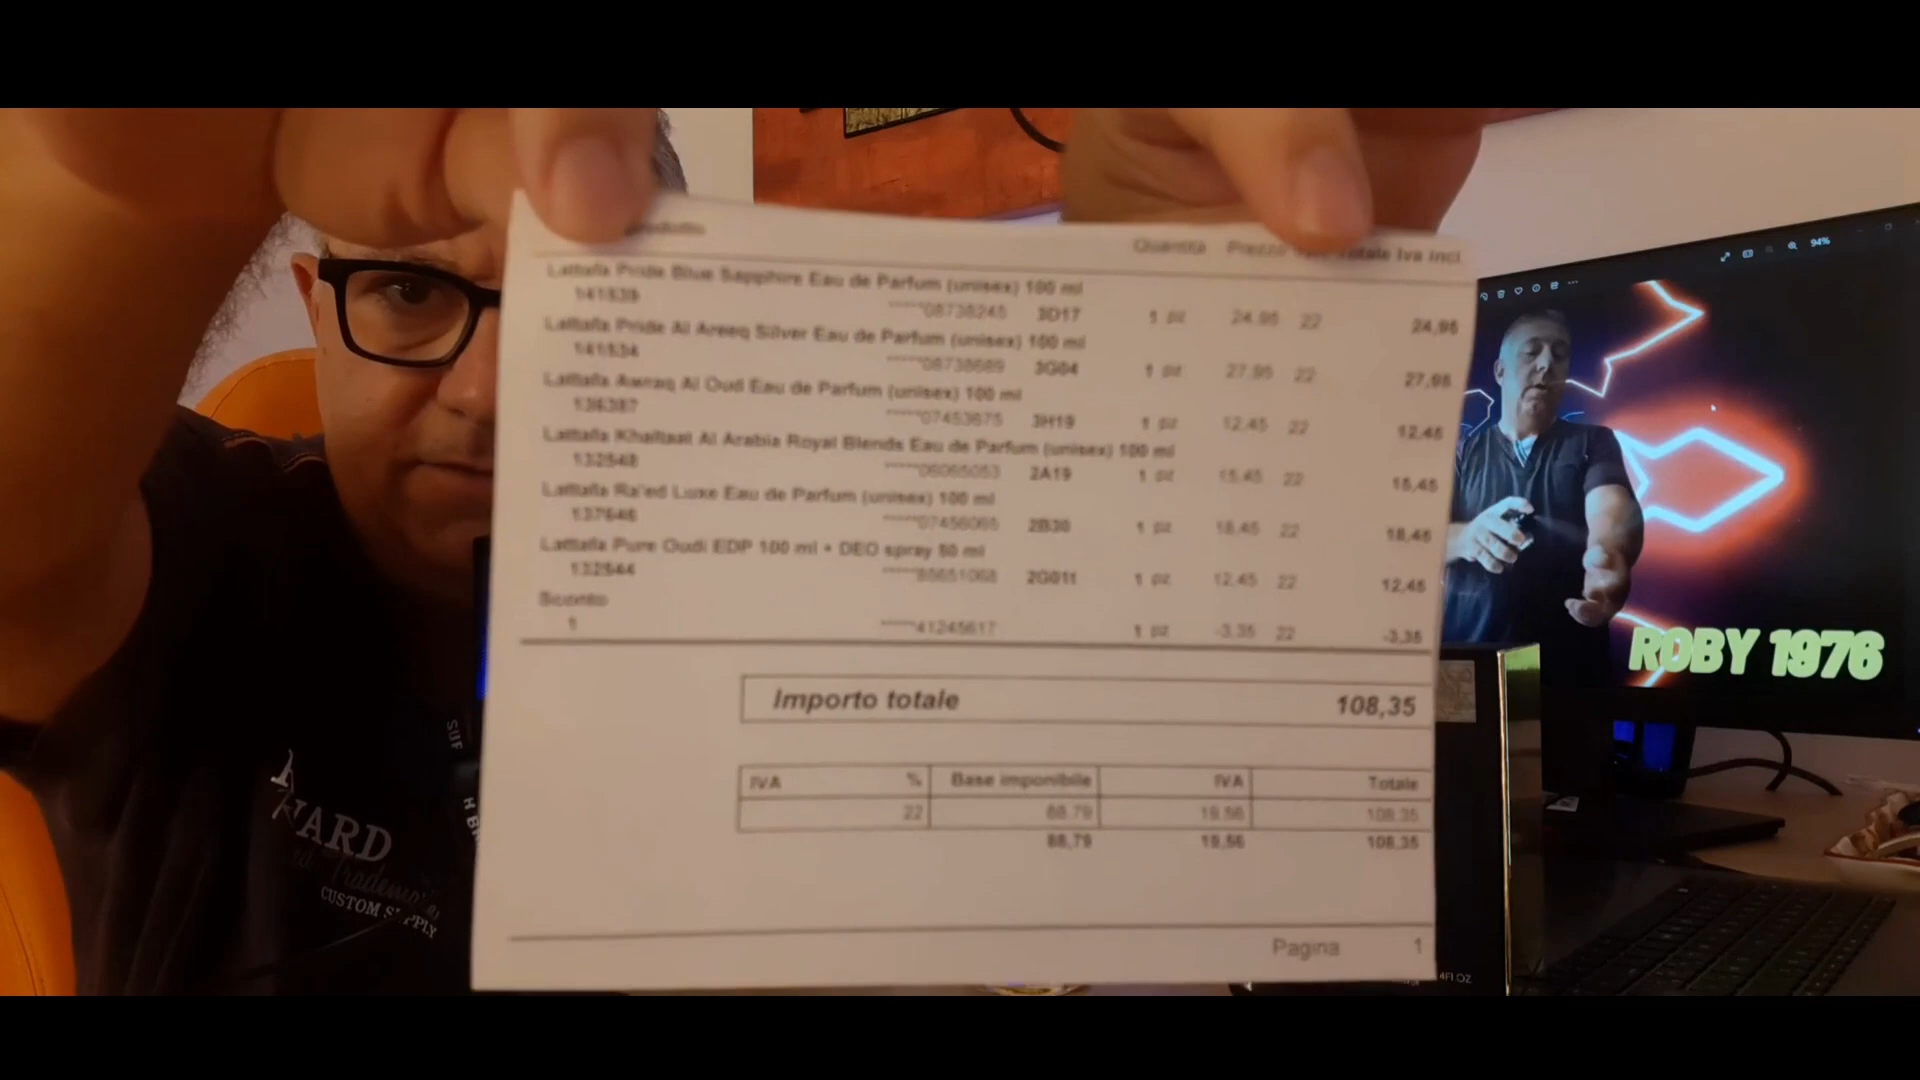 prodotto Quantità Prezzo Totale Iva incl.
Lattafa Pride Blue Sapphire Eau de Parfum (unisex) 100 ml
141539 *****08738245 3D17 1 pz 24,95 22 24,95
Lattafa Pride Al Areeq Silver Eau de Parfum (unisex) 100 ml
141534 *****08738689 3G04 1 pz 27,95 22 27,95
Lattafa Awraq Al Oud Eau de Parfum (unisex) 100 ml
136387 *****07453675 3H19 1 pz 12,45 22 12,45
Lattafa Khaltaat Al Arabia Royal Blends Eau de Parfum (unisex) 100 ml
132548 *****06065053 2A19 1 pz 15,45 22 15,45
Lattafa Ra'ed Luxe Eau de Parfum (unisex) 100 ml
137646 *****07456065 2B30 1 pz 18,45 22 18,45
Lattafa Pure Oudi EDP 100 ml + DEO spray 50 ml
132544 *****85651068 2G011 1 pz 12,45 22 12,45
Sconto
1 *****41245617 1 pz -3,35 22 -3,35
Importo totale 108,35
IVA % Base imponibile IVA Totale
22 88,79 19,56 108,35
88,79 19,56 108,35
Pagina 1
94%
ROBY 1976
CUSTOM SUPPLY
4Fl OZ